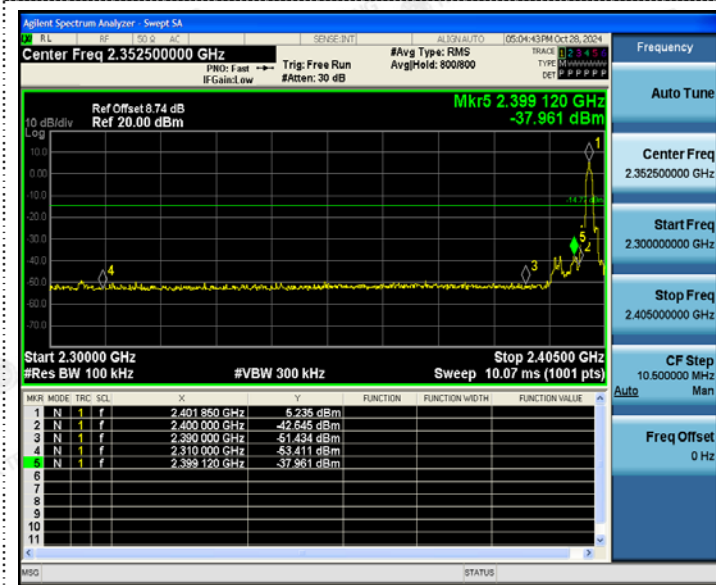 Agilent Spectrum Analyzer - Swept SA
RL RF 50 Ω AC SENSE:INT ALIGNAUTO 05:04:43PM Oct 28, 2024
Center Freq 2.352500000 GHz
PNO: Fast
IFGain:Low
Trig: Free Run
#Atten: 30 dB
#Avg Type: RMS
Avg|Hold: 800/800
TRACE 1 2 3 4 5 6
TYPE M
DET P P P P P P
Ref Offset 8.74 dB
10 dB/div Ref 20.00 dBm
Log
Mkr5 2.399 120 GHz
-37.961 dBm
10.0
0.00
-10.0
-20.0
-30.0
-40.0
-50.0
-60.0
-70.0
1
5
2
3
4
Start 2.30000 GHz Stop 2.40500 GHz
#Res BW 100 kHz #VBW 300 kHz Sweep 10.07 ms (1001 pts)
MKR MODE TRC SCL X Y FUNCTION FUNCTION WIDTH FUNCTION VALUE
1 N 1 f 2.401 850 GHz 5.235 dBm
2 N 1 f 2.400 000 GHz -42.645 dBm
3 N 1 f 2.390 000 GHz -51.434 dBm
4 N 1 f 2.310 000 GHz -53.411 dBm
5 N 1 f 2.399 120 GHz -37.961 dBm
6
7
8
9
10
11
MSG STATUS
Frequency
Auto Tune
Center Freq
2.352500000 GHz
Start Freq
2.300000000 GHz
Stop Freq
2.405000000 GHz
CF Step
10.500000 MHz
Auto Man
Freq Offset
0 Hz